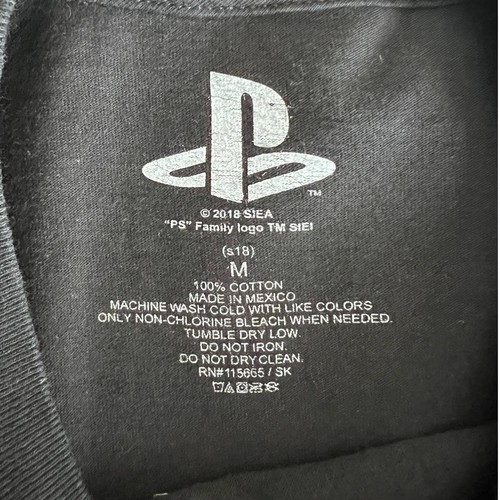 TM
© 2018 SIEA
"PS" Family logo TM SIEI
(s18)
M
100% COTTON
MADE IN MEXICO
MACHINE WASH COLD WITH LIKE COLORS
ONLY NON-CHLORINE BLEACH WHEN NEEDED.
TUMBLE DRY LOW.
DO NOT IRON.
DO NOT DRY CLEAN.
RN#115665 / SK